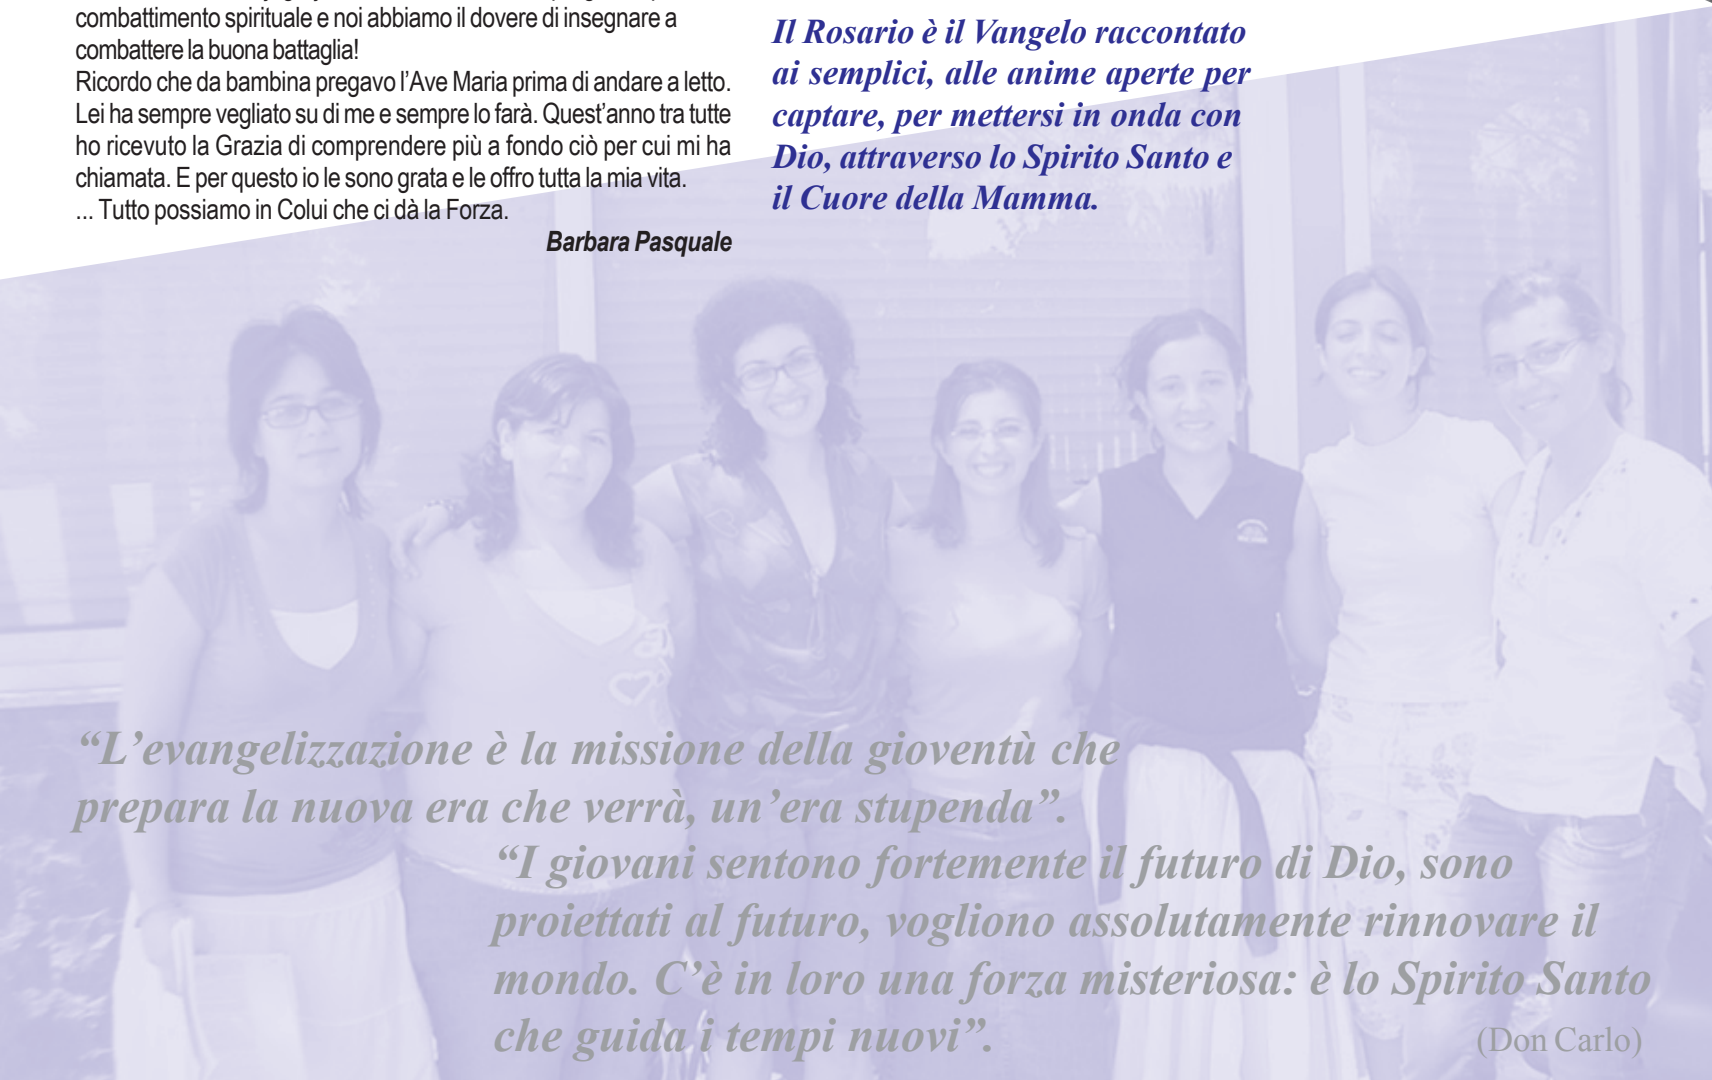 combattimento spirituale e noi abbiamo il dovere di insegnare a
combattere la buona battaglia!
Ricordo che da bambina pregavo l'Ave Maria prima di andare a letto.
Lei ha sempre vegliato su di me e sempre lo farà. Quest'anno tra tutte
ho ricevuto la Grazia di comprendere più a fondo ciò per cui mi ha
chiamata. E per questo io le sono grata e le offro tutta la mia vita.
... Tutto possiamo in Colui che ci dà la Forza.
Barbara Pasquale
Il Rosario è il Vangelo raccontato
ai semplici, alle anime aperte per
captare, per mettersi in onda con
Dio, attraverso lo Spirito Santo e
il Cuore della Mamma.
“L’evangelizzazione è la missione della gioventù che
prepara la nuova era che verrà, un’era stupenda”.
“I giovani sentono fortemente il futuro di Dio, sono
proiettati al futuro, vogliono assolutamente rinnovare il
mondo. C’è in loro una forza misteriosa: è lo Spirito Santo
che guida i tempi nuovi”. (Don Carlo)